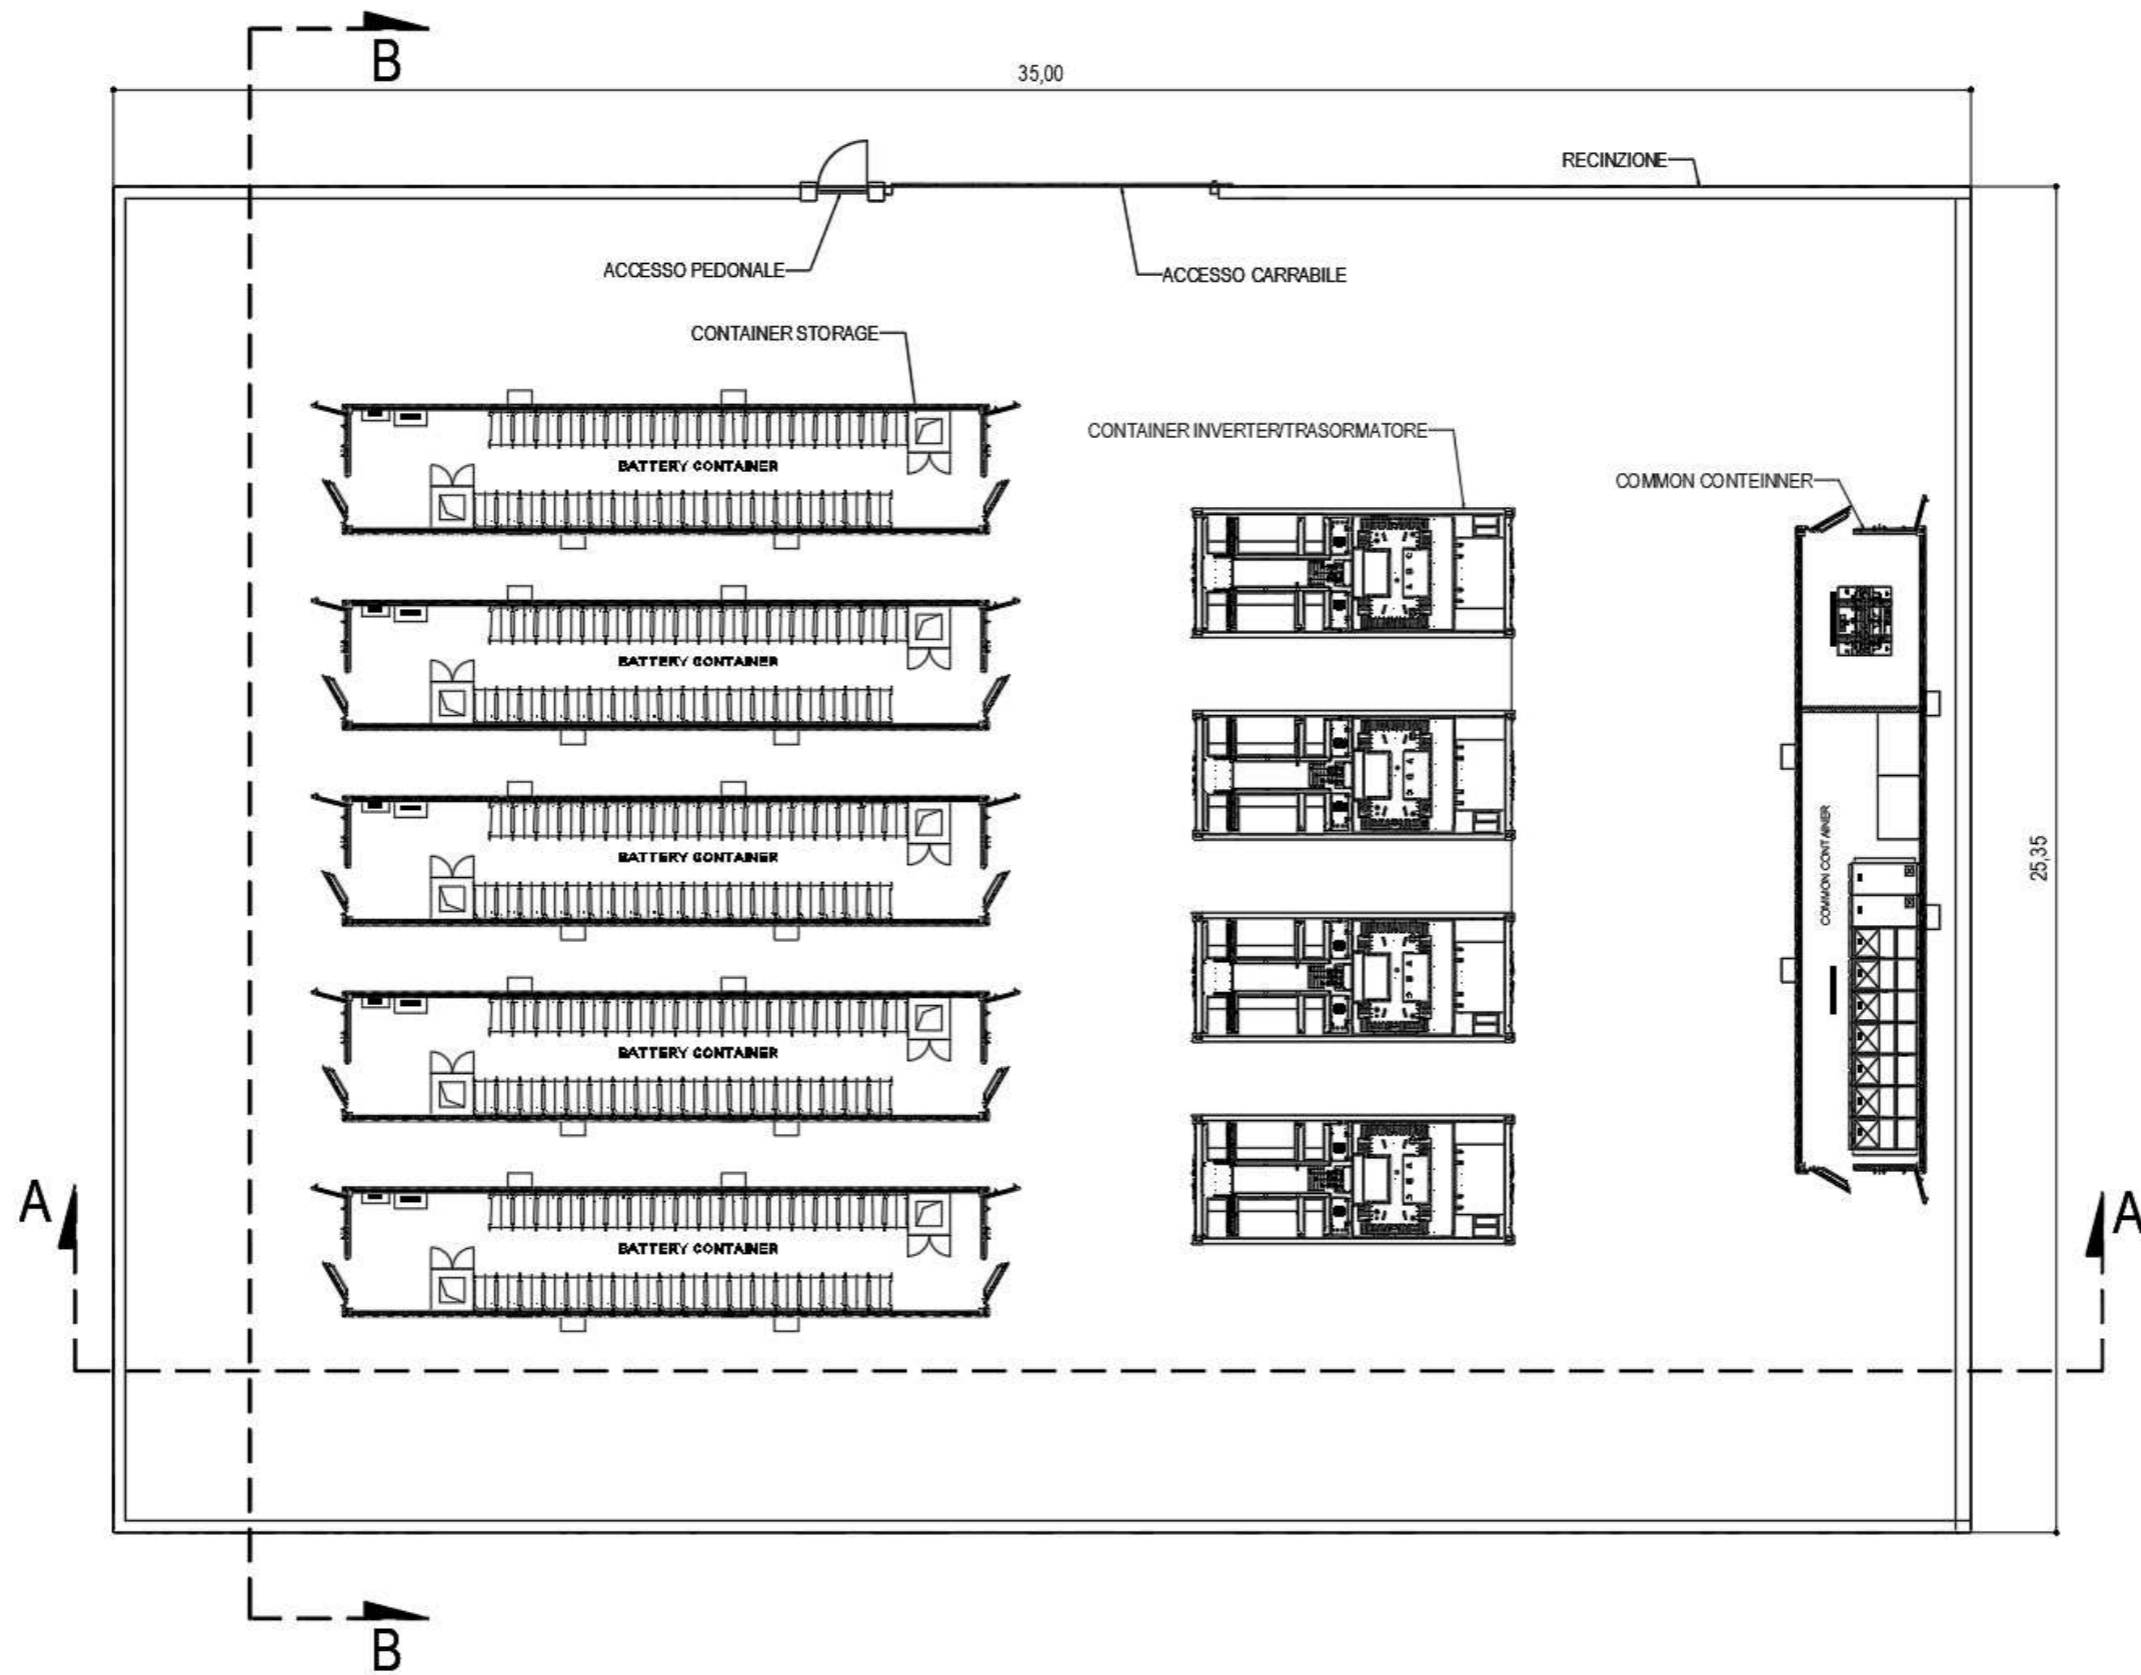 B
35,00
RECINZIONE
ACCESSO PEDONALE
ACCESSO CARRABILE
CONTAINER STORAGE
CONTAINER INVERTER/TRASORMATORE
COMMON CONTEINNER
BATTERY CONTAINER
BATTERY CONTAINER
BATTERY CONTAINER
BATTERY CONTAINER
BATTERY CONTAINER
COMMON CONTAINER
25,35
A
A
B